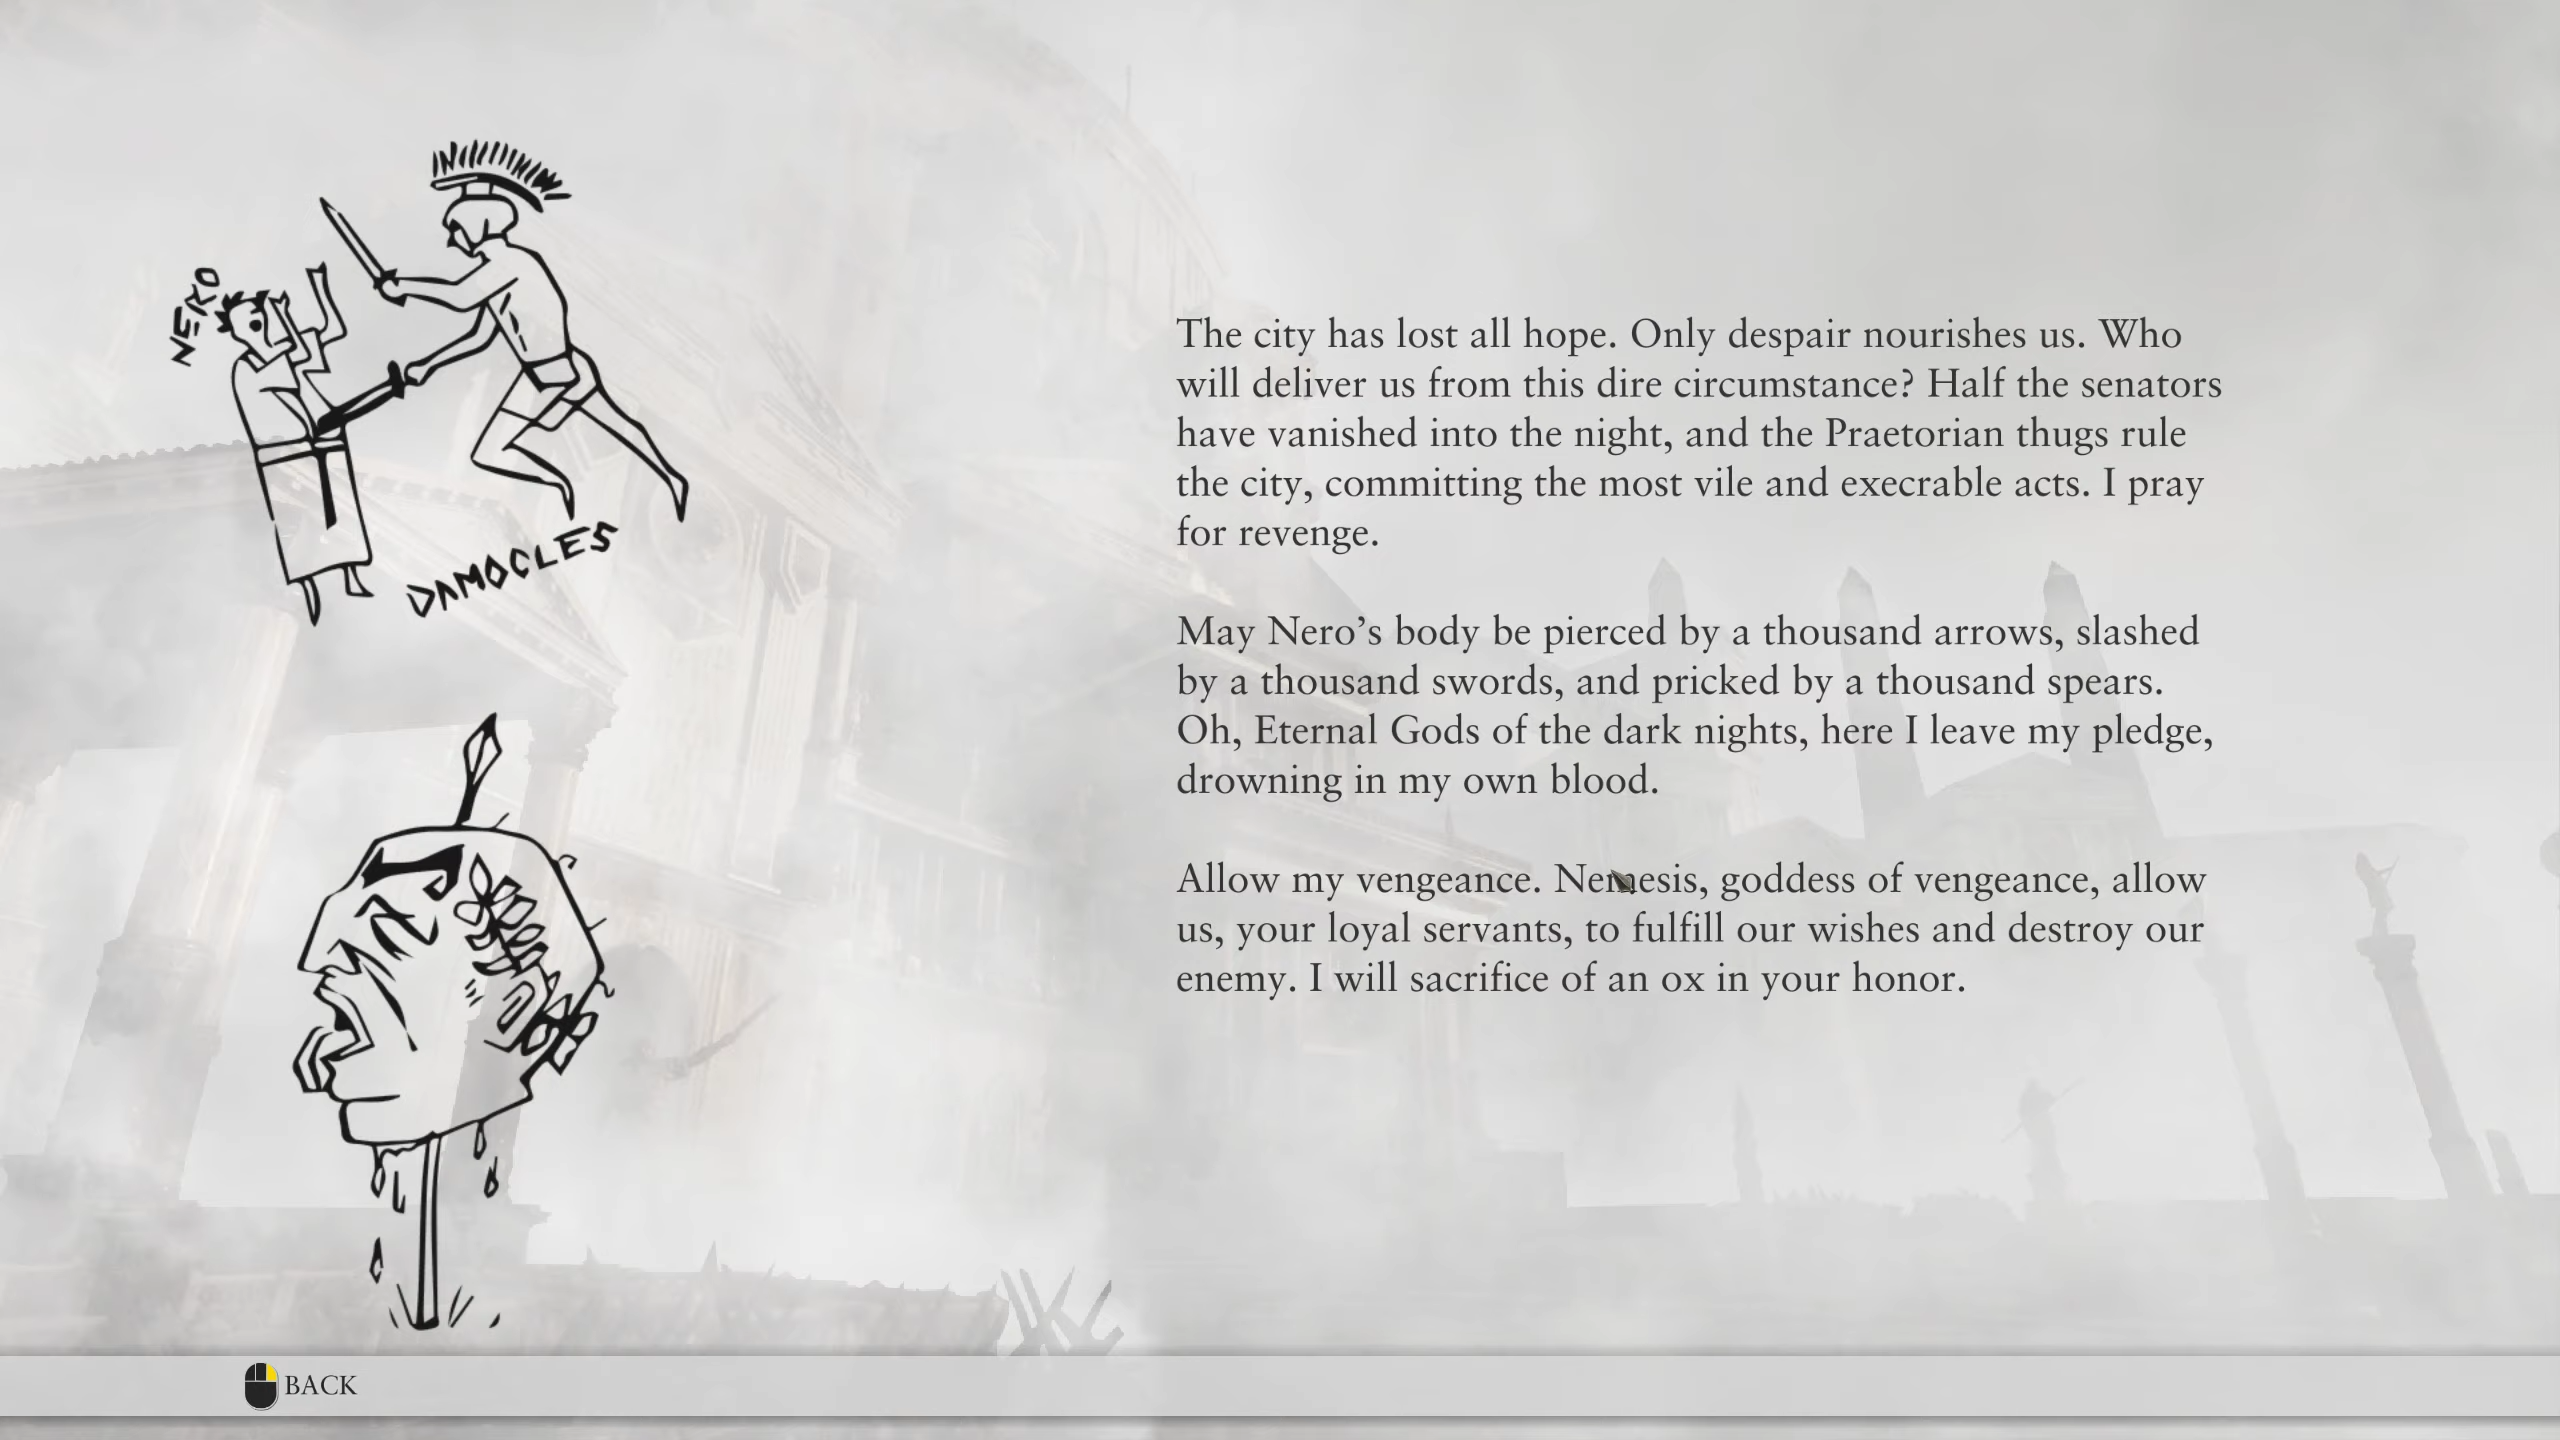 NERO
DAMOCLES
The city has lost all hope. Only despair nourishes us. Who
will deliver us from this dire circumstance? Half the senators
have vanished into the night, and the Praetorian thugs rule
the city, committing the most vile and execrable acts. I pray
for revenge.
May Nero’s body be pierced by a thousand arrows, slashed
by a thousand swords, and pricked by a thousand spears.
Oh, Eternal Gods of the dark nights, here I leave my pledge,
drowning in my own blood.
Allow my vengeance. Nemesis, goddess of vengeance, allow
us, your loyal servants, to fulfill our wishes and destroy our
enemy. I will sacrifice of an ox in your honor.
BACK